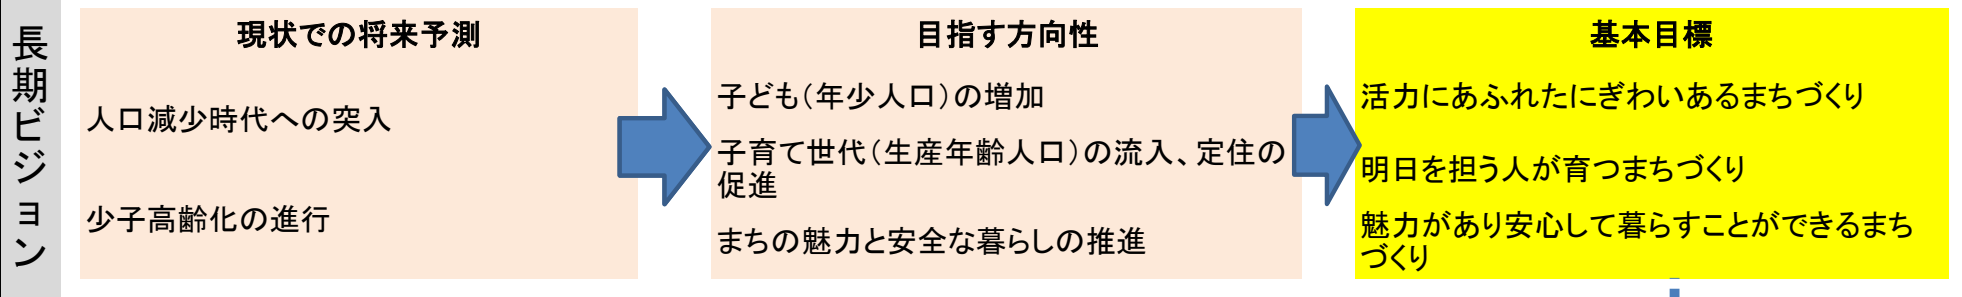 長期ビジョン
現状での将来予測
人口減少時代への突入
少子高齢化の進行
目指す方向性
子ども（年少人口）の増加
子育て世代（生産年齢人口）の流入、定住の
促進
まちの魅力と安全な暮らしの推進
基本目標
活力にあふれたにぎわいあるまちづくり
明日を担う人が育つまちづくり
魅力があり安心して暮らすことができるまち
づくり